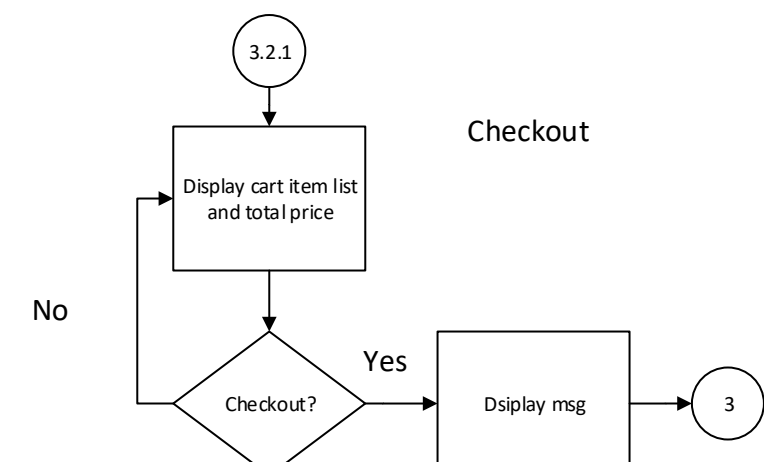 3.2.1
Checkout
Display cart item list
and total price
No
Yes
Checkout?
Dsiplay msg
3